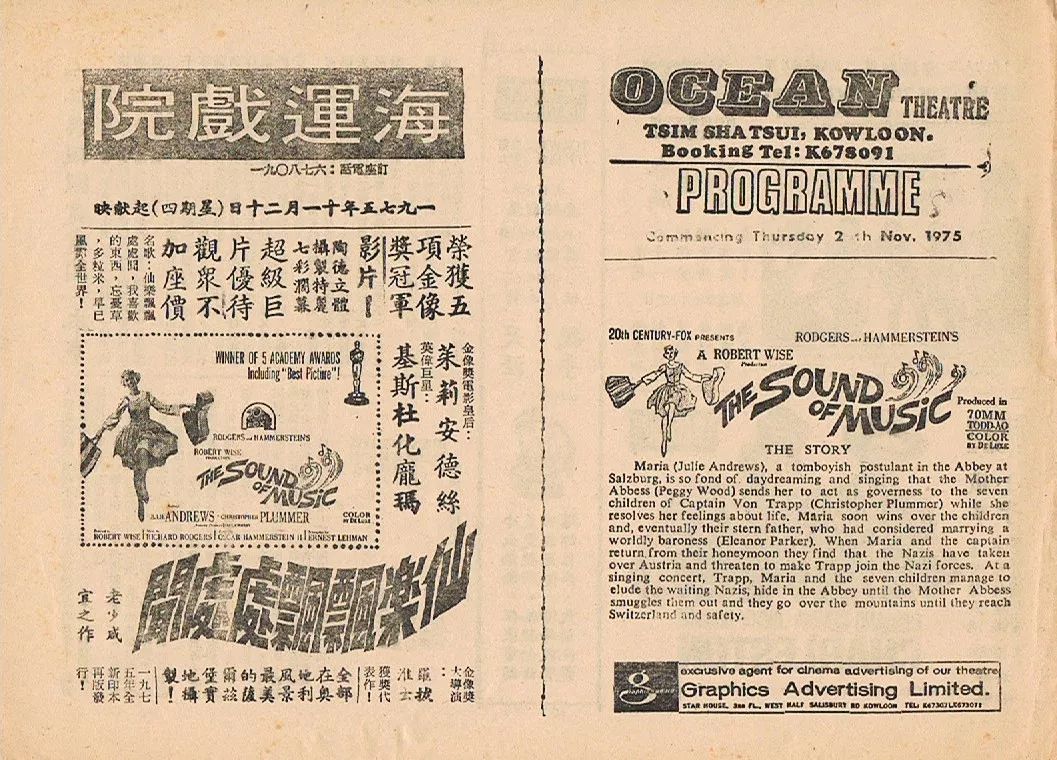 海運戲院
訂座電話：六七八〇九一
一九七五年十一月二十日(星期四)起獻映
榮獲五
項金像
獎冠軍
影片！
陶德立體
攝製特麗
七彩濶幕
超級巨
片優待
觀眾不
加座價
名歌：仙樂飄飄
處處聞，我喜歡
的東西，忘憂草
，多粒米，早已
風靡全世界！
金像獎電影皇后：
茱莉安德絲
英偉巨星：
基斯杜化龐瑪
WINNER OF 5 ACADEMY AWARDS
Including "Best Picture"!
RODGERS AND HAMMERSTEIN'S
ROBERT WISE
PRODUCTION
THE SOUND
OF MUSIC
JULIE ANDREWS CHRISTOPHER PLUMMER
COLOR
BY DE LUXE
ROBERT WISE RICHARD RODGERS OSCAR HAMMERSTEIN II ERNEST LEHMAN
仙楽飄飄處處聞
老少咸
宜之作
金像獎
大導演
羅拔
淮士
獲獎代
表作！
全部
在奧
地利
風景
最美
的薩
爾茲
堡實
地攝
製！
一九七
五年全
新印本
再版發
行！
OCEAN THEATRE
TSIM SHATSUI, KOWLOON.
Booking Tel: K678091
PROGRAMME
Commencing Thursday 2 th Nov, 1975
20th CENTURY-FOX PRESENTS
A ROBERT WISE
Production
RODGERS AND HAMMERSTEIN'S
THE SOUND
OF MUSIC
Produced in
70MM
TODD-AO
COLOR
BY DE LUXE
THE STORY
Maria (Julie Andrews), a tomboyish postulant in the Abbey at
Salzburg, is so fond of daydreaming and singing that the Mother
Abbess (Peggy Wood) sends her to act as governess to the seven
children of Captain Von Trapp (Christopher Plummer) while she
resolves her feelings about life. Maria soon wins over the children
and, eventually their stern father, who had considered marrying a
worldly baroness (Eleanor Parker). When Maria and the captain
return from their honeymoon they find that the Nazis have taken
over Austria and threaten to make Trapp join the Nazi forces. At a
singing concert, Trapp, Maria and the seven children manage to
elude the waiting Nazis, hide in the Abbey until the Mother Abbess
smuggles them out and they go over the mountains until they reach
Switzerland and safety.
exclusive agent for cinema advertising of our theatre
Graphics Advertising Limited.
STAR HOUSE, FL., WEST HALF SALISBURY RD KOWLOON TEL: